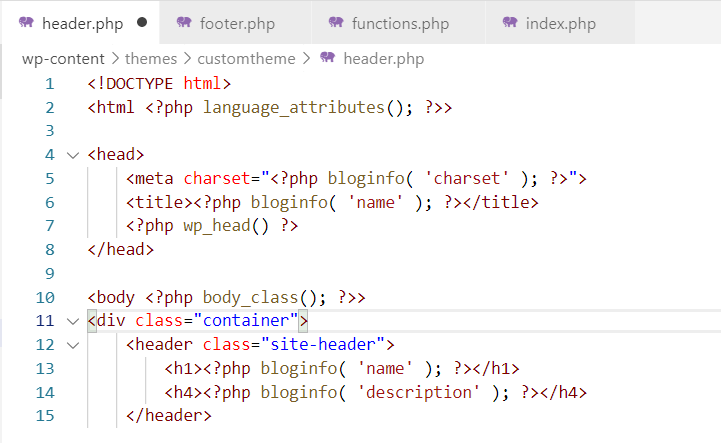 header.php footer.php functions.php index.php
wp-content > themes > customtheme > header.php
1 <!DOCTYPE html>
2 <html <?php language_attributes(); ?>>
3
4 <head>
5     <meta charset="<?php bloginfo( 'charset' ); ?>">
6     <title><?php bloginfo( 'name' ); ?></title>
7     <?php wp_head() ?>
8 </head>
9
10 <body <?php body_class(); ?>>
11 <div class="container">
12     <header class="site-header">
13         <h1><?php bloginfo( 'name' ); ?></h1>
14         <h4><?php bloginfo( 'description' ); ?></h4>
15     </header>